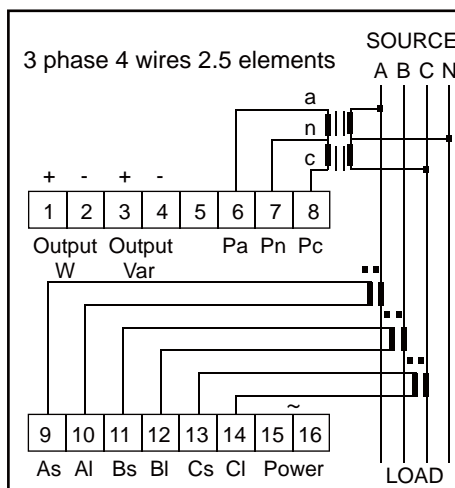 SOURCE
3 phase 4 wires 2.5 elements
A B C N
a
n
c
+ - + -
1 2 3 4 5 6 7 8
Output Output Pa Pn Pc
W Var
~
9 10 11 12 13 14 15 16
As Al Bs Bl Cs Cl Power
LOAD